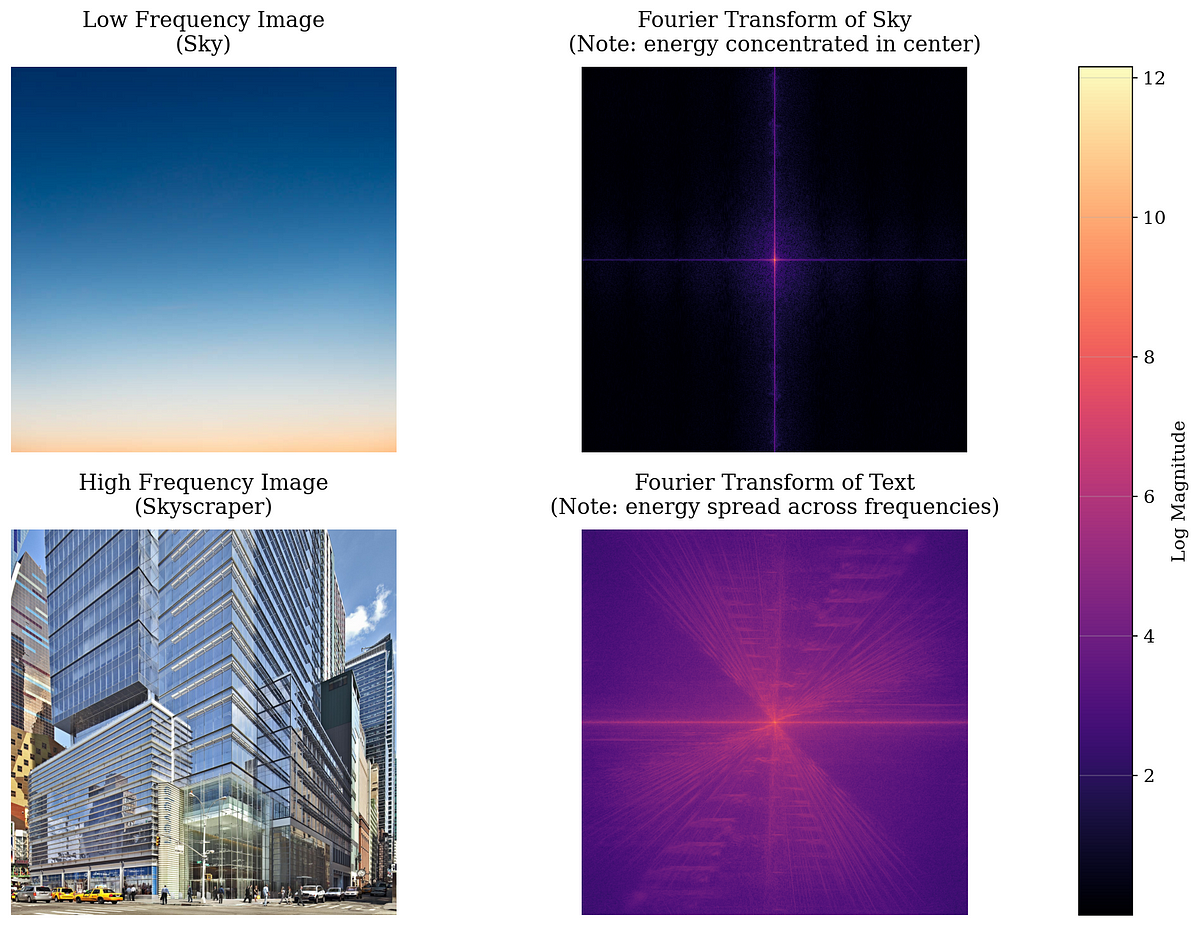 Low Frequency Image
(Sky)
Fourier Transform of Sky
(Note: energy concentrated in center)
High Frequency Image
(Skyscraper)
Fourier Transform of Text
(Note: energy spread across frequencies)
12
10
8
6
4
2
Log Magnitude